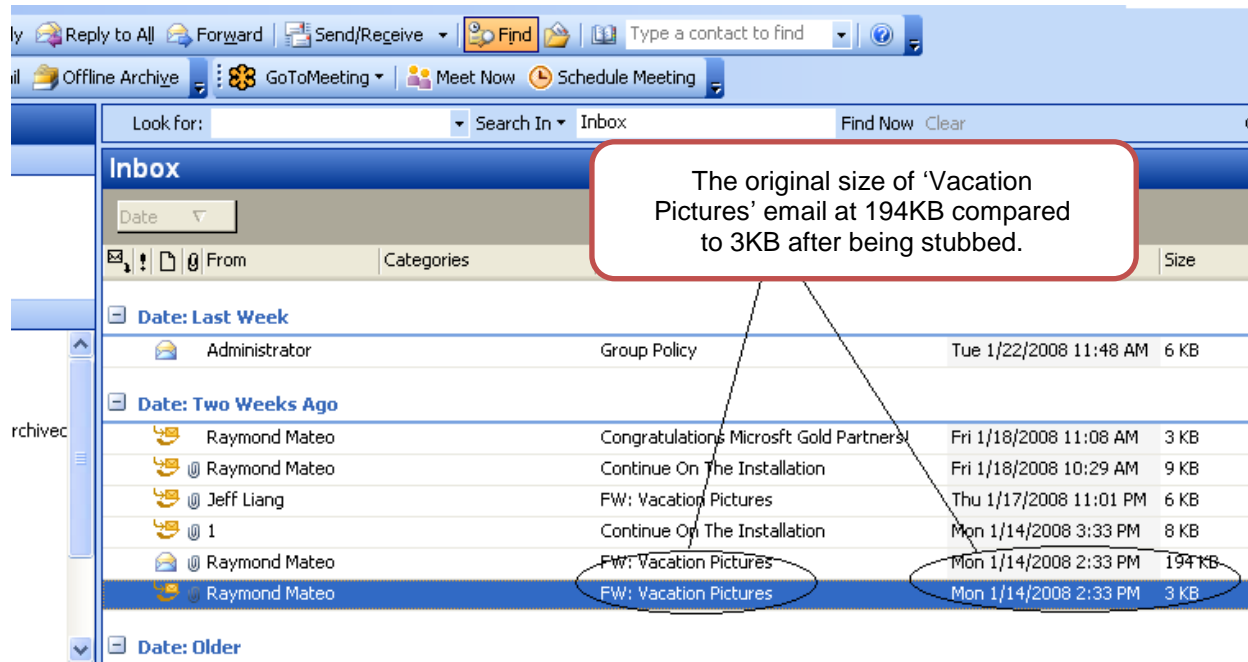 ly Reply to All Forward Send/Receive Find Type a contact to find
il Offline Archive GoToMeeting Meet Now Schedule Meeting
Look for: Search In Inbox Find Now Clear
Inbox
The original size of ‘Vacation
Pictures’ email at 194KB compared
to 3KB after being stubbed.
Date
From Categories Size
Date: Last Week
Administrator Group Policy Tue 1/22/2008 11:48 AM 6 KB
Date: Two Weeks Ago
rchived
Raymond Mateo Congratulations Microsft Gold Partners! Fri 1/18/2008 11:08 AM 3 KB
Raymond Mateo Continue On The Installation Fri 1/18/2008 10:29 AM 9 KB
Jeff Liang FW: Vacation Pictures Thu 1/17/2008 11:01 PM 6 KB
1 Continue On The Installation Mon 1/14/2008 3:33 PM 8 KB
Raymond Mateo FW: Vacation Pictures Mon 1/14/2008 2:33 PM 194 KB
Raymond Mateo FW: Vacation Pictures Mon 1/14/2008 2:33 PM 3 KB
Date: Older